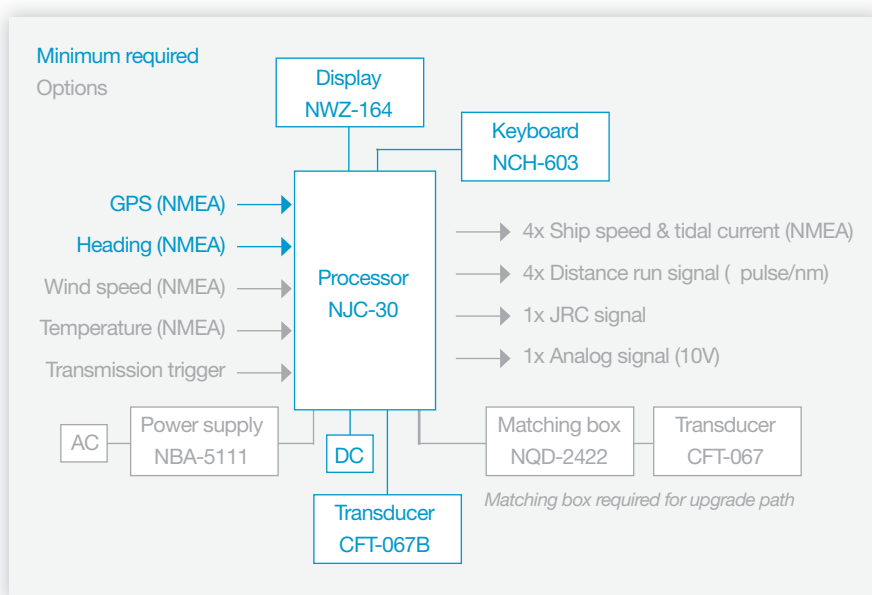 Minimum required
Options
Display
NWZ-164
Keyboard
NCH-603
GPS (NMEA)
Heading (NMEA)
Wind speed (NMEA)
Temperature (NMEA)
Transmission trigger
Processor
NJC-30
4x Ship speed & tidal current (NMEA)
4x Distance run signal ( pulse/nm)
1x JRC signal
1x Analog signal (10V)
AC
Power supply
NBA-5111
DC
Transducer
CFT-067B
Matching box
NQD-2422
Transducer
CFT-067
Matching box required for upgrade path